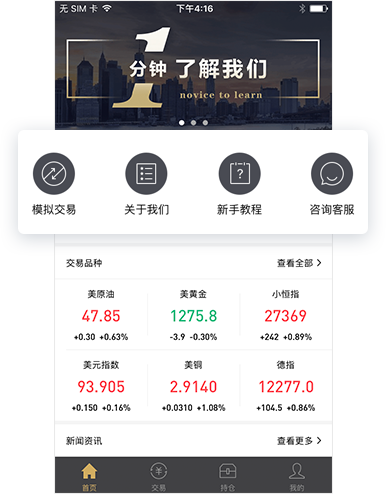 无 SIM 卡 下午4:16
1分钟 了解我们
novice to learn
模拟交易 关于我们 新手教程 咨询客服
交易品种 查看全部
美原油 美黄金 小恒指
47.85 1275.8 27369
+0.30 +0.63% -3.9 -0.30% +242 +0.89%
美元指数 美铜 德指
93.905 2.9140 12277.0
+0.150 +0.16% +0.0310 +1.08% +104.5 +0.86%
新闻资讯 查看更多
首页 交易 持仓 我的